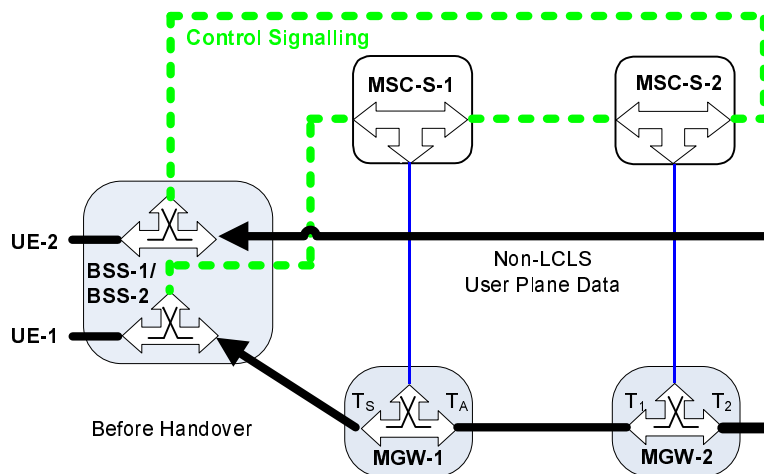 Control Signalling
MSC-S-1
MSC-S-2
UE-2
BSS-1/
BSS-2
Non-LCLS
User Plane Data
UE-1
TS
TA
T1
T2
Before Handover
MGW-1
MGW-2